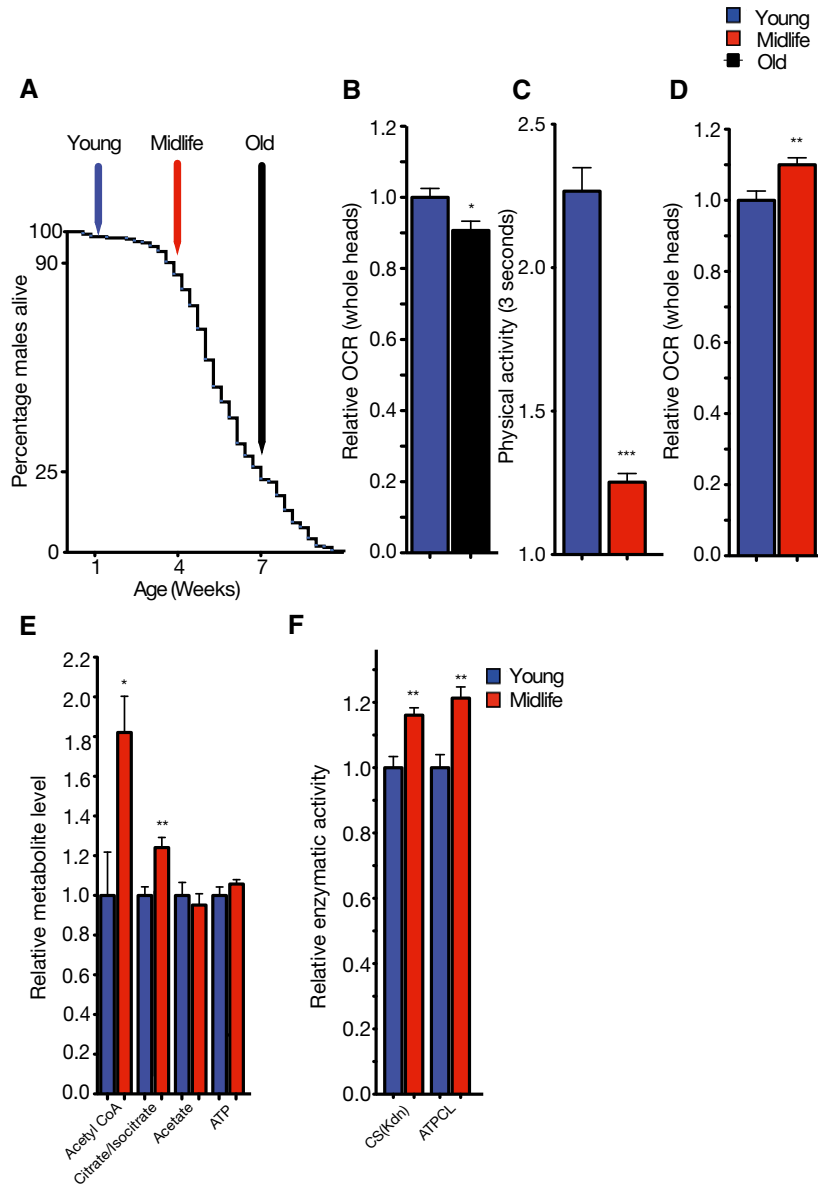 Young
Midlife
Old
A
B
C
D
Young Midlife Old
Percentage males alive
100
90
25
0
1 4 7
Age (Weeks)
Relative OCR (whole heads)
1.2
1.0
0.8
0.6
0.4
0.2
0.0
*
Physical activity (3 seconds)
2.5
2.0
1.5
1.0
***
Relative OCR (whole heads)
1.2
1.0
0.8
0.6
0.4
0.2
0.0
**
E
Relative metabolite level
2.2
2.0
1.8
1.6
1.4
1.2
1.0
0.8
0.6
0.4
0.2
0.0
*
**
Acetyl CoA
Citrate/Isocitrate
Acetate
ATP
F
Relative enzymatic activity
1.2
1.0
0.8
0.6
0.4
0.2
0.0
**
**
CS(Kdn)
ATPCL
Young
Midlife